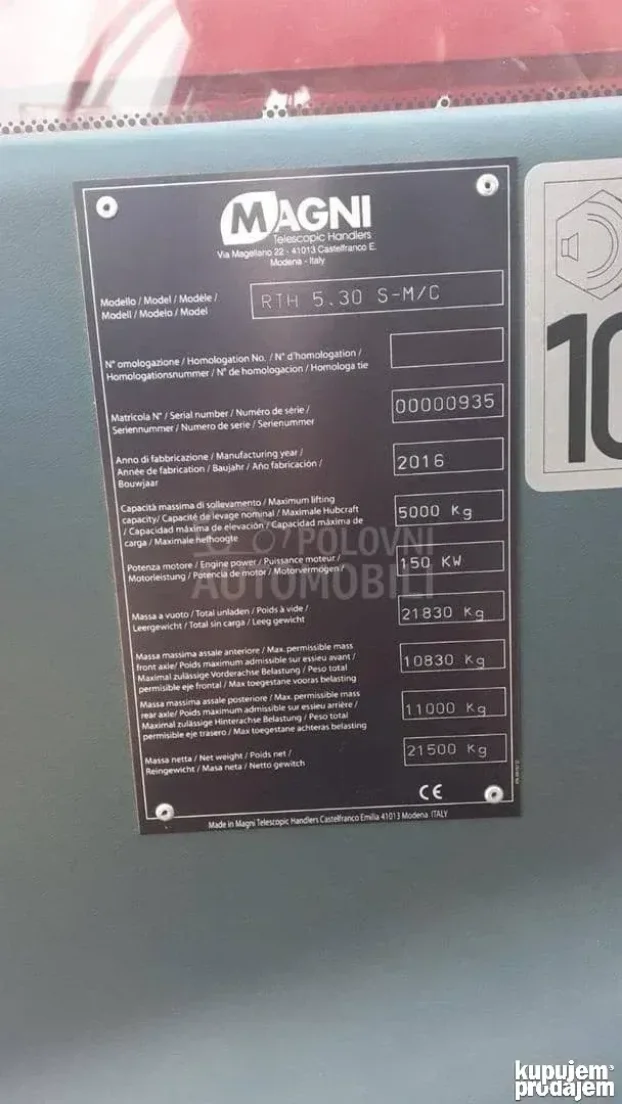 MAGNI
Telescopic Handlers
Via Magellano 22 - 41013 Castelfranco E.
Modena - Italy
Modello / Model / Modèle /
Modell / Modelo / Model
RTH 5.30 S-M/C
N° omologazione / Homologation No. / N° d'homologation /
Homologationsnummer / N° de homologacion / Homologa tie
Matricola N° / Serial number / Numéro de série /
Seriennummer / Numero de serie / Serienummer
00000935
Anno di fabbricazione / Manufacturing year /
Année de fabrication / Baujahr / Año fabricación /
Bouwjaar
2016
Capacità massima di sollevamento / Maximum lifting
capacity/ Capacité de levage nominal / Maximale Hubcraft
/ Capacidad máxima de elevación / Capacidad máxima de
carga / Maximale hefhoogte
5000 Kg
Potenza motore / Engine power / Puissance moteur /
Motorleistung / Potencia de motor / Motorvermogen /
150 KW
Massa a vuoto / Total unladen / Poids à vide /
Leergewicht / Total sin carga / Leeg gewicht
21830 Kg
Massa massima assale anteriore / Max. permissible mass
front axle/ Poids maximum admissible sur essieu avant/
Maximal zulässige Vorderachse Belastung / Peso total
permisible eje frontal / Max toegestane vooras belasting
10830 Kg
Massa massima assale posteriore / Max. permissible mass
rear axle/ Poids maximum admissible sur essieu arrière/
Maximal zulässige Hinterachse Belastung / Peso total
permisible eje trasero / Max toegestane achteras belasting
11000 Kg
Massa netta / Net weight / Poids net /
Reingewicht / Masa neta / Netto gewitch
21500 Kg
CE
Made in Magni Telescopic Handlers Castelfranco Emilia 41013 Modena ITALY
10
POLOVNI
AUTOMOBILI
kupujem
prodajem